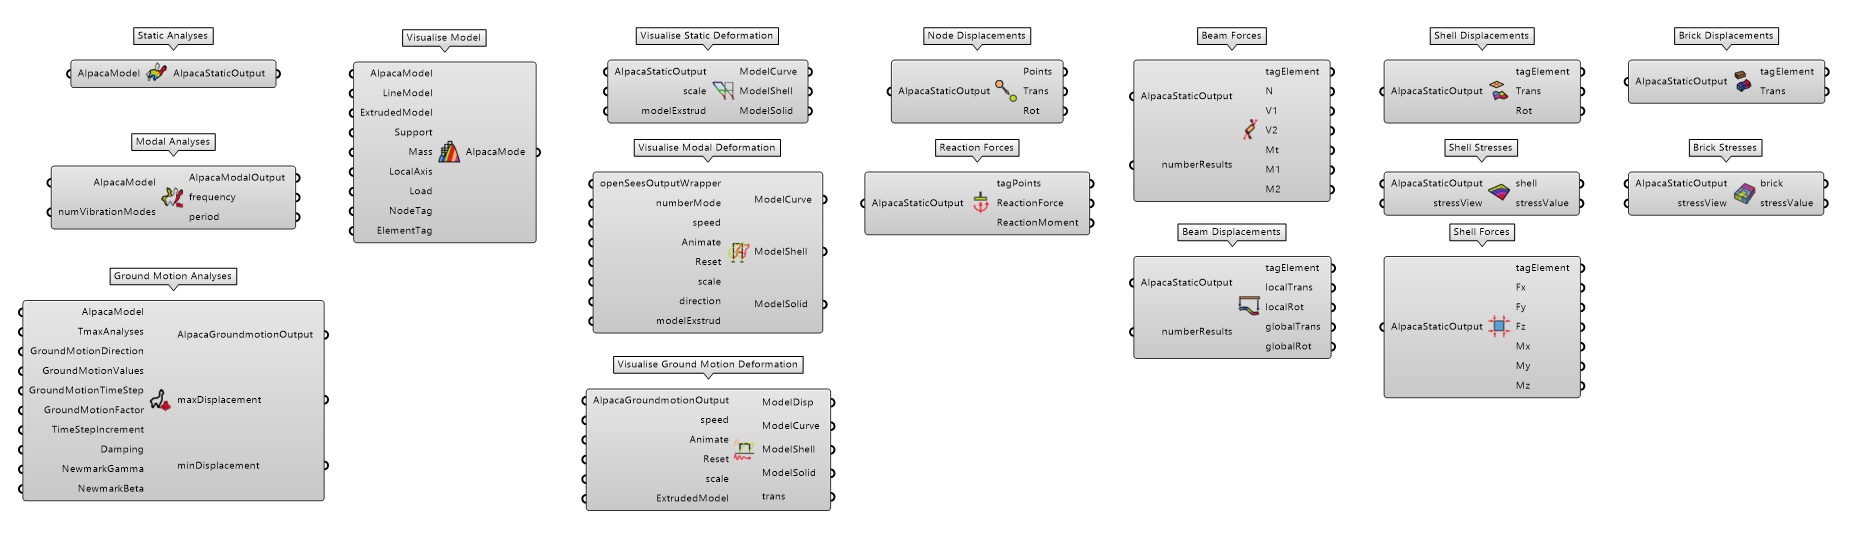 Static Analyses
AlpacaModel AlpacaStaticOutput
Modal Analyses
AlpacaModel
numVibrationModes
AlpacaModalOutput
frequency
period
Ground Motion Analyses
AlpacaModel
TmaxAnalyses
GroundMotionDirection
GroundMotionValues
GroundMotionTimeStep
GroundMotionFactor
TimeStepIncrement
Damping
NewmarkGamma
NewmarkBeta
AlpacaGroundmotionOutput
maxDisplacement
minDisplacement
Visualise Model
AlpacaModel
LineModel
ExtrudedModel
Support
Mass
LocalAxis
Load
NodeTag
ElementTag
AlpacaMode
Visualise Static Deformation
AlpacaStaticOutput
scale
modelExstrud
ModelCurve
ModelShell
ModelSolid
Visualise Modal Deformation
openSeesOutputWrapper
numberMode
speed
Animate
Reset
scale
direction
modelExstrud
ModelCurve
ModelShell
ModelSolid
Visualise Ground Motion Deformation
AlpacaGroundmotionOutput
speed
Animate
Reset
scale
ExtrudedModel
ModelDisp
ModelCurve
ModelShell
ModelSolid
trans
Node Displacements
AlpacaStaticOutput
Points
Trans
Rot
Reaction Forces
AlpacaStaticOutput
tagPoints
ReactionForce
ReactionMoment
Beam Forces
AlpacaStaticOutput
numberResults
tagElement
N
V1
V2
Mt
M1
M2
Beam Displacements
AlpacaStaticOutput
numberResults
tagElement
localTrans
localRot
globalTrans
globalRot
Shell Displacements
AlpacaStaticOutput
tagElement
Trans
Rot
Shell Stresses
AlpacaStaticOutput
stressView
shell
stressValue
Shell Forces
AlpacaStaticOutput
tagElement
Fx
Fy
Fz
Mx
My
Mz
Brick Displacements
AlpacaStaticOutput
tagElement
Trans
Brick Stresses
AlpacaStaticOutput
stressView
brick
stressValue